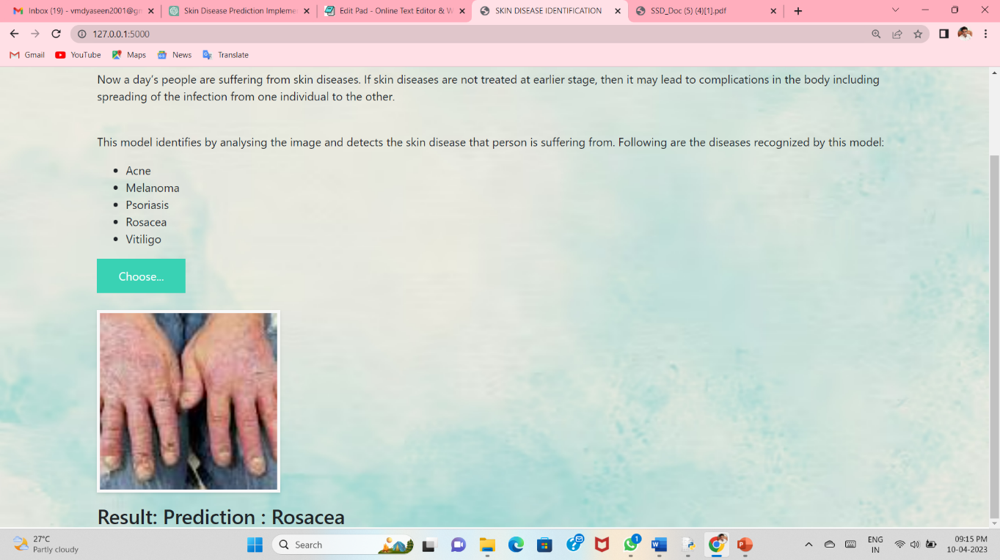 Inbox (19) - vmdyaseen2001@gm
Skin Disease Prediction Impleme
Edit Pad - Online Text Editor & W
SKIN DISEASE IDENTIFICATION
SSD_Doc (5) (4)[1].pdf
127.0.0.1:5000
Gmail
YouTube
Maps
News
Translate
Now a day's people are suffering from skin diseases. If skin diseases are not treated at earlier stage, then it may lead to complications in the body including
spreading of the infection from one individual to the other.
This model identifies by analysing the image and detects the skin disease that person is suffering from. Following are the diseases recognized by this model:
Acne
Melanoma
Psoriasis
Rosacea
Vitiligo
Choose...
Result: Prediction : Rosacea
27°C
Partly cloudy
Search
1
ENG
IN
09:15 PM
10-04-2023